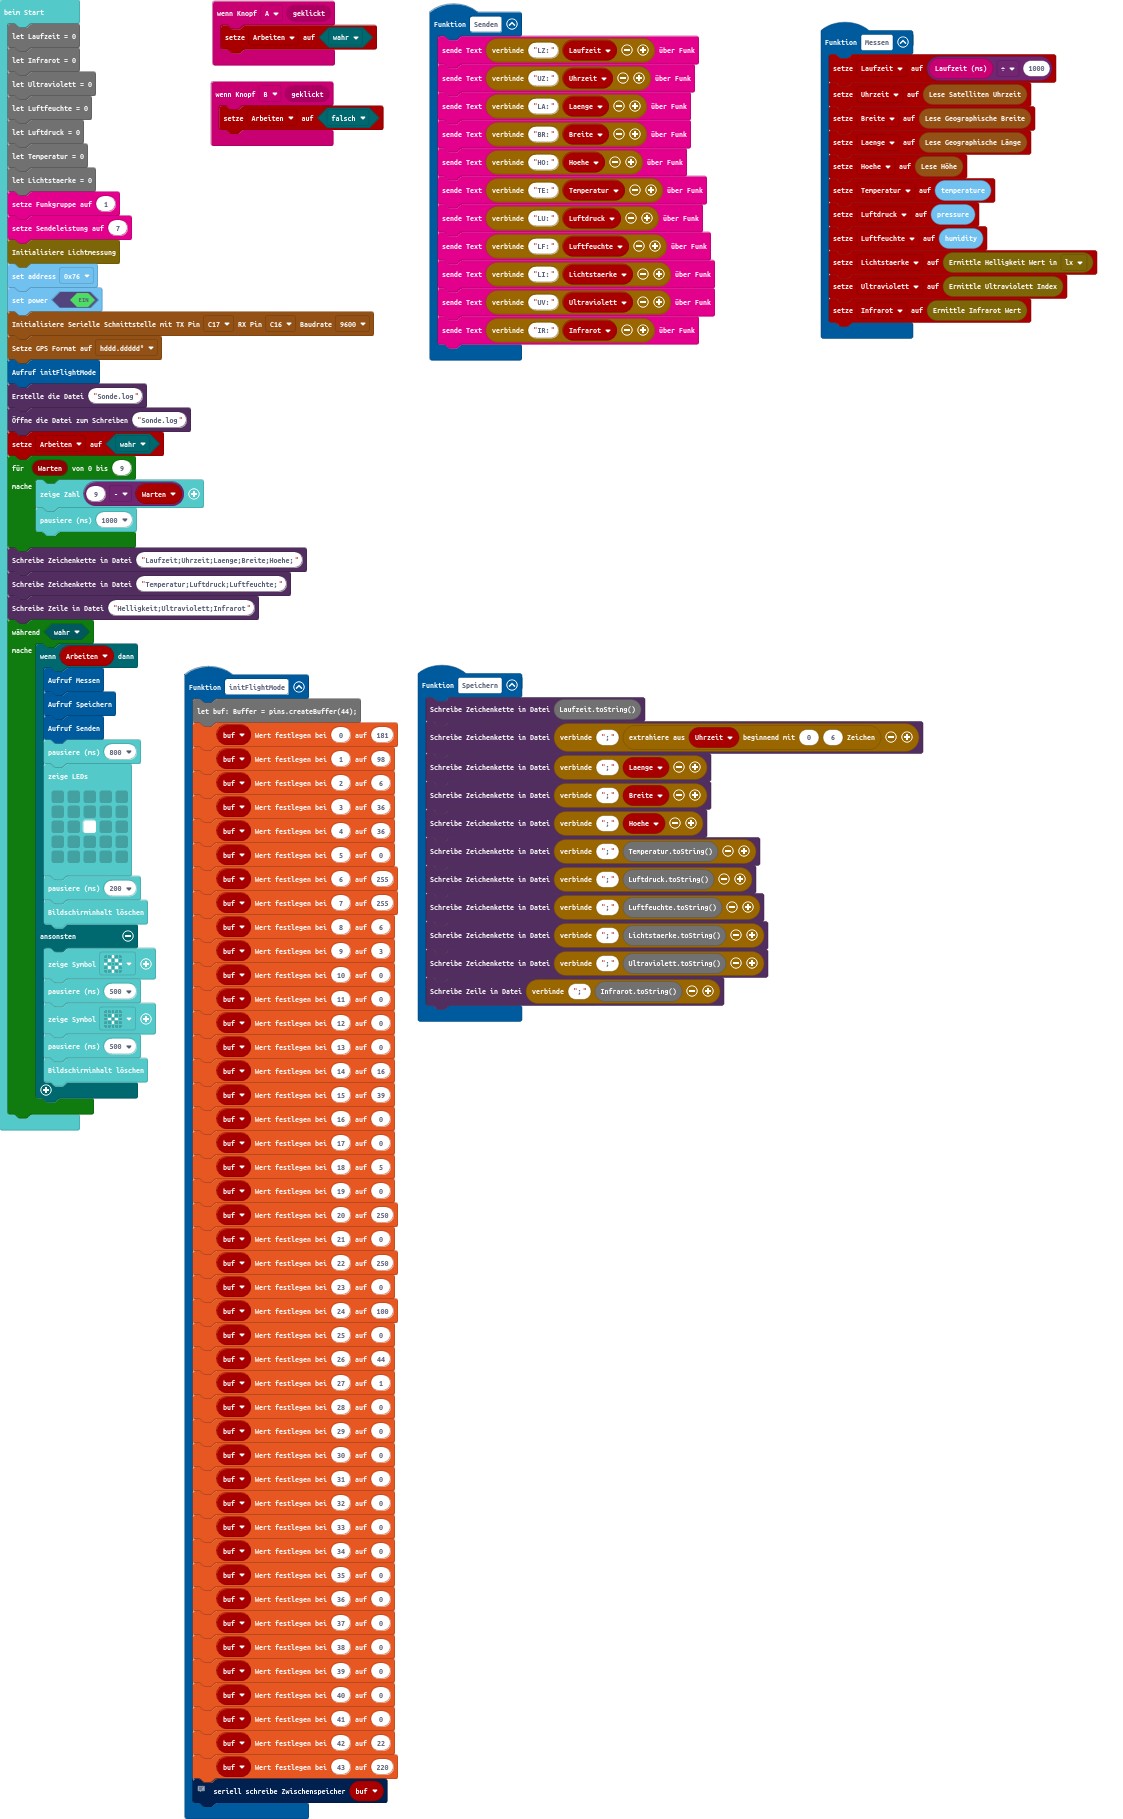 beim Start
let Laufzeit = 0
let Infrarot = 0
let Ultraviolett = 0
let Luftfeuchte = 0
let Luftdruck = 0
let Temperatur = 0
let Lichtstaerke = 0
setze Funkgruppe auf 1
setze Sendeleistung auf 7
Initialisiere Lichtmessung
set address 0x76
set power EIN
Initialisiere Serielle Schnittstelle mit TX Pin C17 RX Pin C16 Baudrate 9600
Setze GPS Format auf hddd.ddddd°
Aufruf initFlightMode
Erstelle die Datei "Sonde.log"
Öffne die Datei zum Schreiben "Sonde.log"
setze Arbeiten auf wahr
für Warten von 0 bis 9
mache
zeige Zahl 9 - Warten
pausiere (ms) 1000
Schreibe Zeichenkette in Datei "Laufzeit;Uhrzeit;Laenge;Breite;Hoehe;"
Schreibe Zeichenkette in Datei "Temperatur;Luftdruck;Luftfeuchte;"
Schreibe Zeile in Datei "Helligkeit;Ultraviolett;Infrarot"
während wahr
mache
wenn Arbeiten dann
Aufruf Messen
Aufruf Speichern
Aufruf Senden
pausiere (ms) 800
zeige LEDs
pausiere (ms) 200
Bildschirminhalt löschen
ansonsten
zeige Symbol
pausiere (ms) 500
zeige Symbol
pausiere (ms) 500
Bildschirminhalt löschen
wenn Knopf A geklickt
setze Arbeiten auf wahr
wenn Knopf B geklickt
setze Arbeiten auf falsch
Funktion Senden
sende Text verbinde "LZ:" Laufzeit über Funk
sende Text verbinde "UZ:" Uhrzeit über Funk
sende Text verbinde "LA:" Laenge über Funk
sende Text verbinde "BR:" Breite über Funk
sende Text verbinde "HO:" Hoehe über Funk
sende Text verbinde "TE:" Temperatur über Funk
sende Text verbinde "LU:" Luftdruck über Funk
sende Text verbinde "LF:" Luftfeuchte über Funk
sende Text verbinde "LI:" Lichtstaerke über Funk
sende Text verbinde "UV:" Ultraviolett über Funk
sende Text verbinde "IR:" Infrarot über Funk
Funktion Messen
setze Laufzeit auf Laufzeit (ms) ÷ 1000
setze Uhrzeit auf Lese Satelliten Uhrzeit
setze Breite auf Lese Geographische Breite
setze Laenge auf Lese Geographische Länge
setze Hoehe auf Lese Höhe
setze Temperatur auf temperature
setze Luftdruck auf pressure
setze Luftfeuchte auf humidity
setze Lichtstaerke auf Ermittle Helligkeit Wert in lx
setze Ultraviolett auf Ermittle Ultraviolett Index
setze Infrarot auf Ermittle Infrarot Wert
Funktion initFlightMode
let buf: Buffer = pins.createBuffer(44);
buf Wert festlegen bei 0 auf 181
buf Wert festlegen bei 1 auf 98
buf Wert festlegen bei 2 auf 6
buf Wert festlegen bei 3 auf 36
buf Wert festlegen bei 4 auf 36
buf Wert festlegen bei 5 auf 0
buf Wert festlegen bei 6 auf 255
buf Wert festlegen bei 7 auf 255
buf Wert festlegen bei 8 auf 6
buf Wert festlegen bei 9 auf 3
buf Wert festlegen bei 10 auf 0
buf Wert festlegen bei 11 auf 0
buf Wert festlegen bei 12 auf 0
buf Wert festlegen bei 13 auf 0
buf Wert festlegen bei 14 auf 16
buf Wert festlegen bei 15 auf 39
buf Wert festlegen bei 16 auf 0
buf Wert festlegen bei 17 auf 0
buf Wert festlegen bei 18 auf 5
buf Wert festlegen bei 19 auf 0
buf Wert festlegen bei 20 auf 250
buf Wert festlegen bei 21 auf 0
buf Wert festlegen bei 22 auf 250
buf Wert festlegen bei 23 auf 0
buf Wert festlegen bei 24 auf 100
buf Wert festlegen bei 25 auf 0
buf Wert festlegen bei 26 auf 44
buf Wert festlegen bei 27 auf 1
buf Wert festlegen bei 28 auf 0
buf Wert festlegen bei 29 auf 0
buf Wert festlegen bei 30 auf 0
buf Wert festlegen bei 31 auf 0
buf Wert festlegen bei 32 auf 0
buf Wert festlegen bei 33 auf 0
buf Wert festlegen bei 34 auf 0
buf Wert festlegen bei 35 auf 0
buf Wert festlegen bei 36 auf 0
buf Wert festlegen bei 37 auf 0
buf Wert festlegen bei 38 auf 0
buf Wert festlegen bei 39 auf 0
buf Wert festlegen bei 40 auf 0
buf Wert festlegen bei 41 auf 0
buf Wert festlegen bei 42 auf 22
buf Wert festlegen bei 43 auf 220
seriell schreibe Zwischenspeicher buf
Funktion Speichern
Schreibe Zeichenkette in Datei Laufzeit.toString()
Schreibe Zeichenkette in Datei verbinde ";" extrahiere aus Uhrzeit beginnend mit 0 6 Zeichen
Schreibe Zeichenkette in Datei verbinde ";" Laenge
Schreibe Zeichenkette in Datei verbinde ";" Breite
Schreibe Zeichenkette in Datei verbinde ";" Hoehe
Schreibe Zeichenkette in Datei verbinde ";" Temperatur.toString()
Schreibe Zeichenkette in Datei verbinde ";" Luftdruck.toString()
Schreibe Zeichenkette in Datei verbinde ";" Luftfeuchte.toString()
Schreibe Zeichenkette in Datei verbinde ";" Lichtstaerke.toString()
Schreibe Zeichenkette in Datei verbinde ";" Ultraviolett.toString()
Schreibe Zeile in Datei verbinde ";" Infrarot.toString()